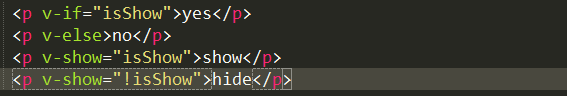 <p v-if="isShow">yes</p>
<p v-else>no</p>
<p v-show="isShow">show</p>
<p v-show="!isShow">hide</p>